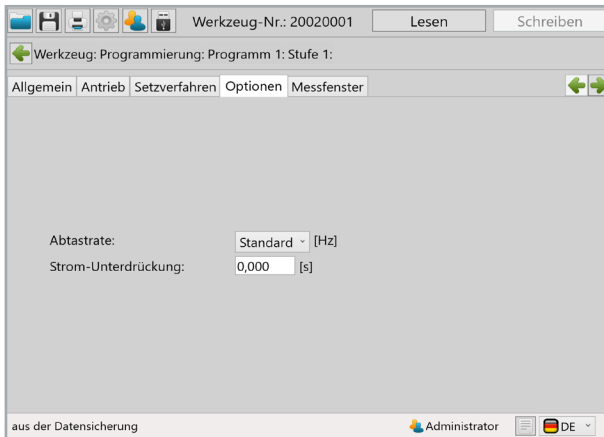 Werkzeug-Nr.: 20020001 Lesen Schreiben
Werkzeug: Programmierung: Programm 1: Stufe 1:
Allgemein Antrieb Setzverfahren Optionen Messfenster
Abtastrate: Standard [Hz]
Strom-Unterdrückung: 0,000 [s]
aus der Datensicherung Administrator DE